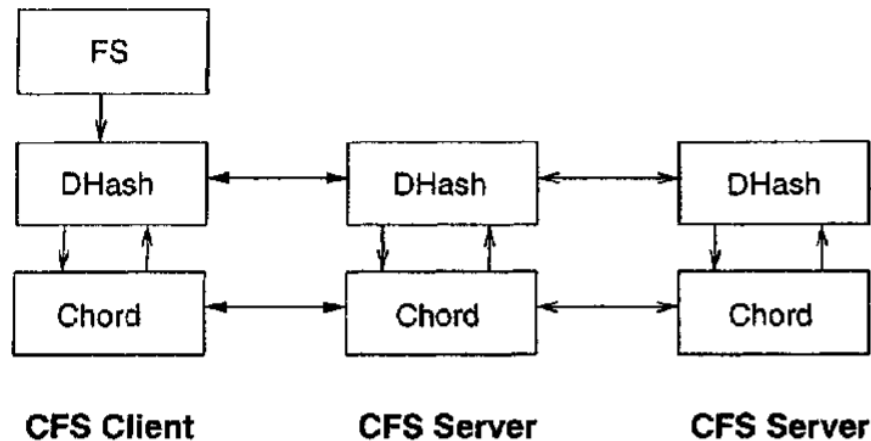 FS
DHash DHash DHash
Chord Chord Chord
CFS Client CFS Server CFS Server